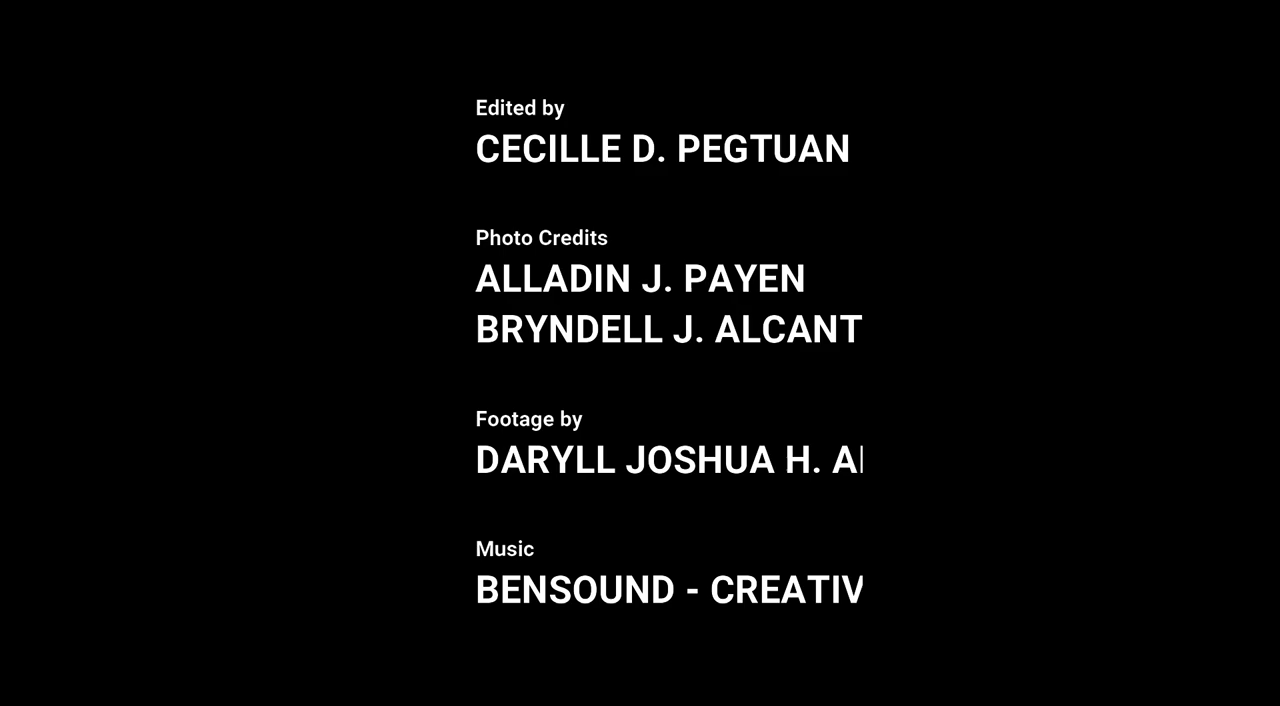 Edited by
CECILLE D. PEGTUAN
Photo Credits
ALLADIN J. PAYEN
BRYNDELL J. ALCANT
Footage by
DARYLL JOSHUA H.
Music
BENSOUND - CREATIV